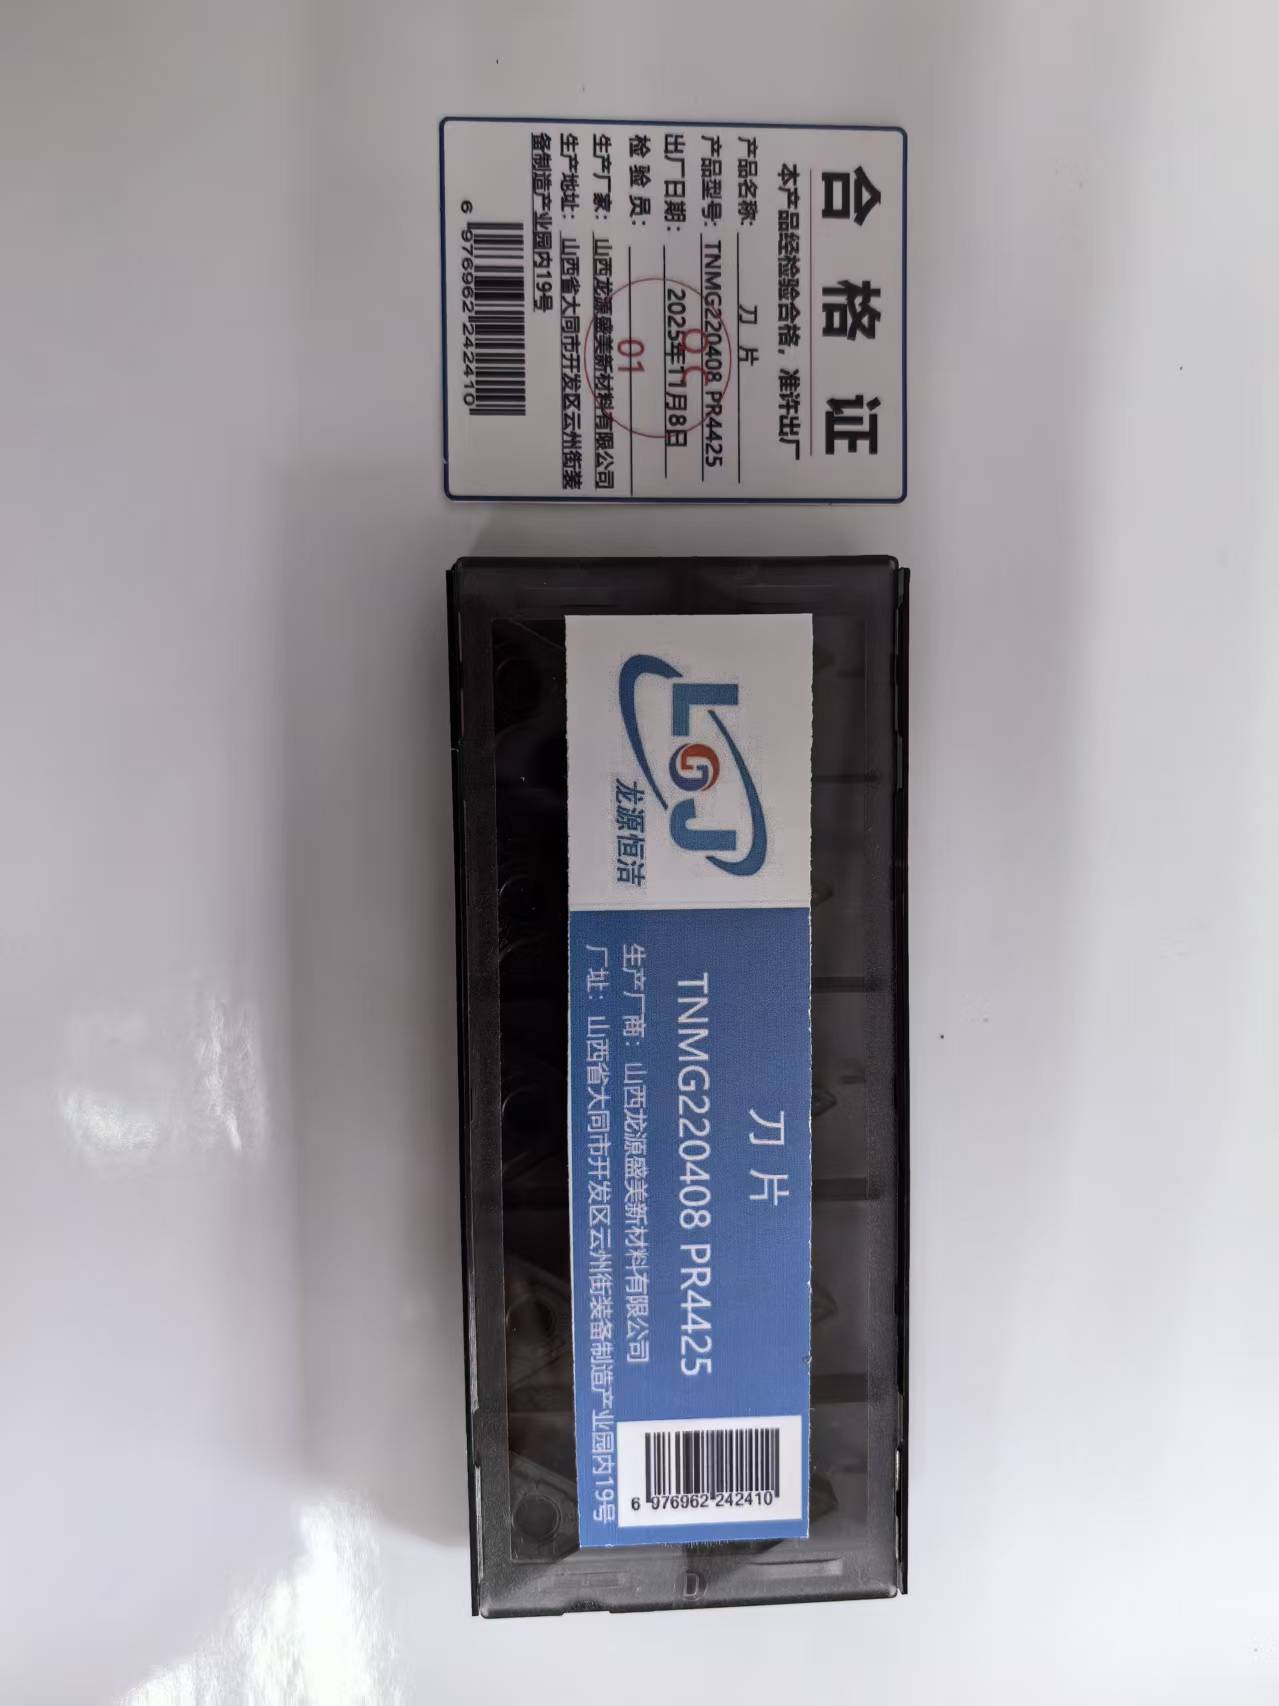 合格证
本产品经检验合格，准许出厂
产品名称： 刀 片
产品型号：TNMG220408 PR4425
出厂日期： 2025年11月8日
检 验 员： 01
QC
生产厂家：山西龙源盛美新材料有限公司
生产地址：山西省大同市开发区云州街装
备制造产业园内19号
6 976962 242410
LGJ
龙源恒洁
刀 片
TNMG220408 PR4425
生产厂商：山西龙源盛美新材料有限公司
厂址：山西省大同市开发区云州街装备制造产业园内19号
6 976962 242410
D